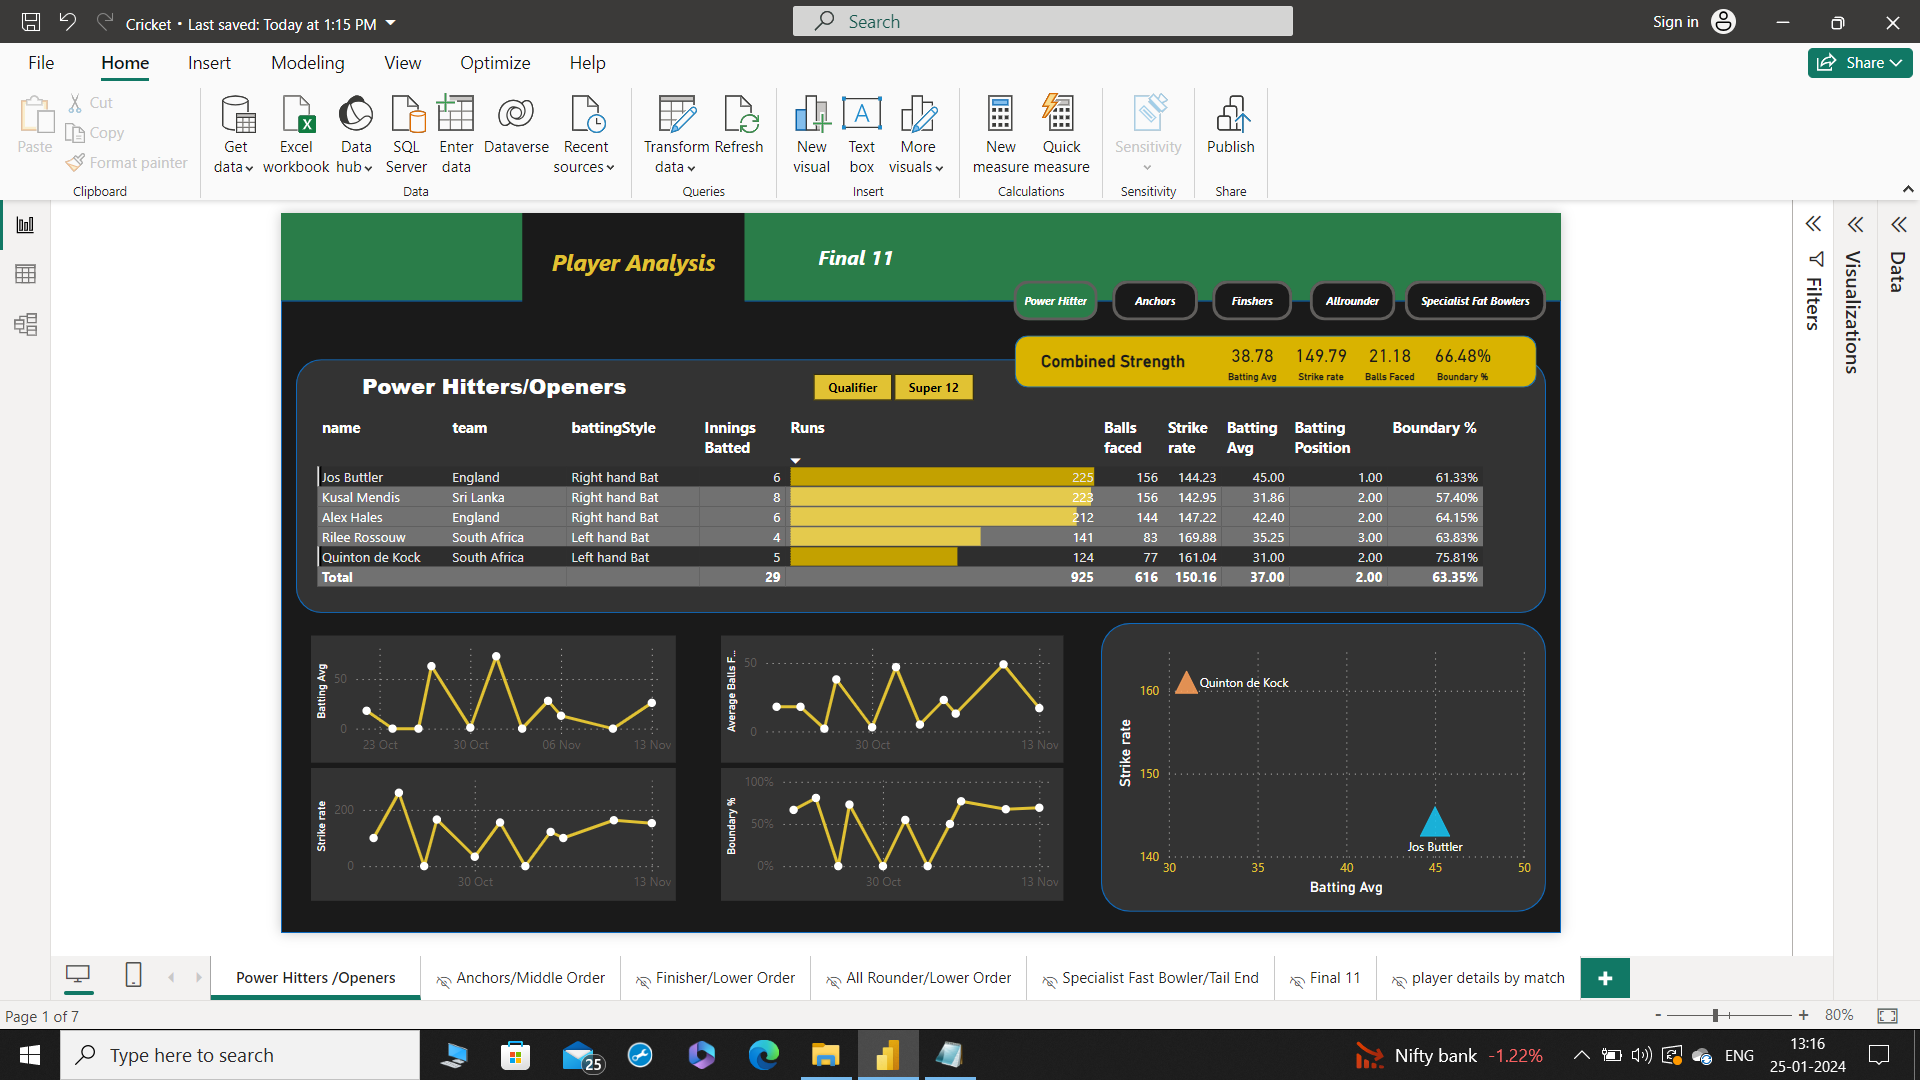 Cricket • Last saved: Today at 1:15 PM
Search
Sign in
File Home Insert Modeling View Optimize Help
Share
Paste
Cut
Copy
Format painter
Clipboard
Get data
Excel workbook
Data hub
SQL Server
Enter data
Dataverse
Recent sources
Data
Transform data
Refresh
Queries
New visual
Text box
More visuals
Insert
New measure
Quick measure
Calculations
Sensitivity
Sensitivity
Publish
Share
Player Analysis
Final 11
Power Hitter
Anchors
Finshers
Allrounder
Specialist Fat Bowlers
Combined Strength
38.78 149.79 21.18 66.48%
Batting Avg Strike rate Balls Faced Boundary %
Power Hitters/Openers
Qualifier
Super 12
name team battingStyle Innings Batted Runs Balls faced Strike rate Batting Avg Batting Position Boundary %
Jos Buttler England Right hand Bat 6 225 156 144.23 45.00 1.00 61.33%
Kusal Mendis Sri Lanka Right hand Bat 8 223 156 142.95 31.86 2.00 57.40%
Alex Hales England Right hand Bat 6 212 144 147.22 42.40 2.00 64.15%
Rilee Rossouw South Africa Left hand Bat 4 141 83 169.88 35.25 3.00 63.83%
Quinton de Kock South Africa Left hand Bat 5 124 77 161.04 31.00 2.00 75.81%
Total 29 925 616 150.16 37.00 2.00 63.35%
Batting Avg
50
0
23 Oct 30 Oct 06 Nov 13 Nov
Average Balls F...
50
0
30 Oct 13 Nov
Strike rate
200
0
30 Oct 13 Nov
Boundary %
100%
50%
0%
30 Oct 13 Nov
Strike rate
160
150
140
Quinton de Kock
Jos Buttler
30 35 40 45 50
Batting Avg
Filters
Visualizations
Data
Power Hitters /Openers
Anchors/Middle Order
Finisher/Lower Order
All Rounder/Lower Order
Specialist Fast Bowler/Tail End
Final 11
player details by match
+
Page 1 of 7
- + 80%
Type here to search
25
Nifty bank -1.22%
ENG
13:16
25-01-2024